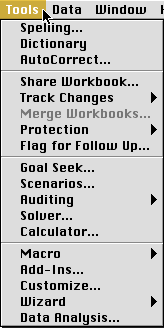 Tools Data Window
Spelling...
Dictionary
AutoCorrect...
Share Workbook...
Track Changes
Merge Workbooks...
Protection
Flag for Follow Up...
Goal Seek...
Scenarios...
Auditing
Solver...
Calculator...
Macro
Add-Ins...
Customize...
Wizard
Data Analysis...